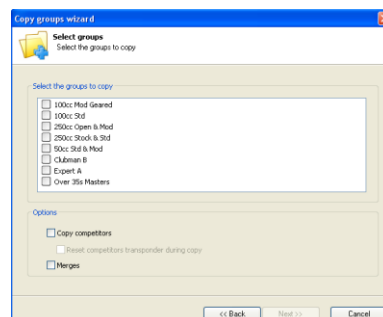 Copy groups wizard
Select groups
Select the groups to copy
Select the groups to copy
100cc Mod Geared
100cc Std
250cc Open & Mod
250cc Stock & Std
50cc Std & Mod
Clubman B
Expert A
Over 35s Masters
Options
Copy competitors
Reset competitors transponder during copy
Merges
<< Back
Next >>
Cancel